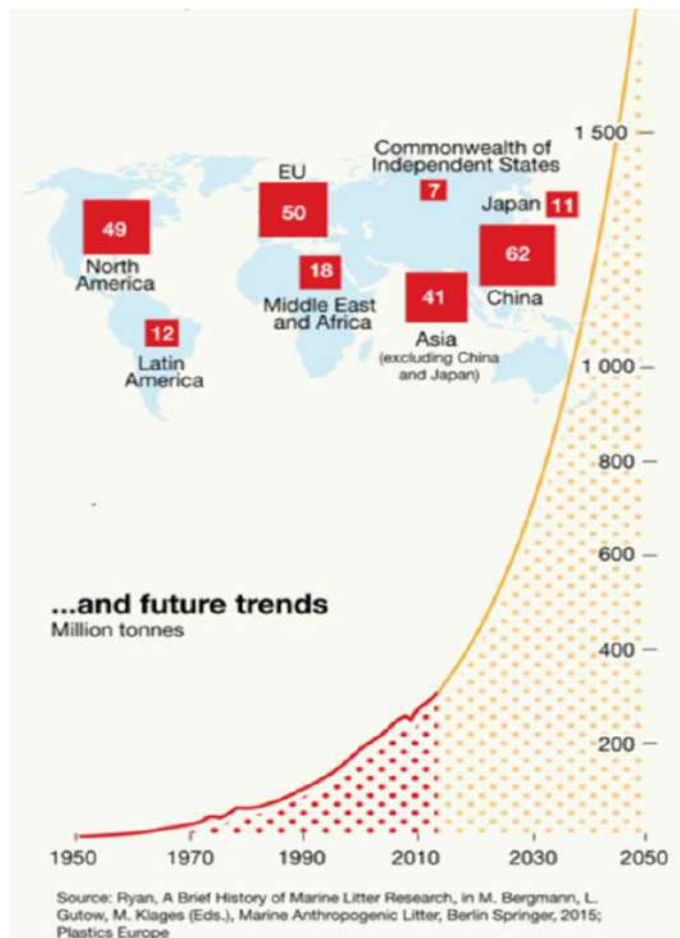 1 500
Commonwealth of
Independent States
7
EU
50
Japan 11
49
North
America
62
China
18
Middle East
and Africa
41
Asia
(excluding China
and Japan)
12
Latin
America
1 000
800
600
...and future trends
Million tonnes
400
200
1950 1970 1990 2010 2030 2050
Source: Ryan, A Brief History of Marine Litter Research, in M. Bergmann, L.
Gutow, M. Klages (Eds.), Marine Anthropogenic Litter, Berlin Springer, 2015;
Plastics Europe